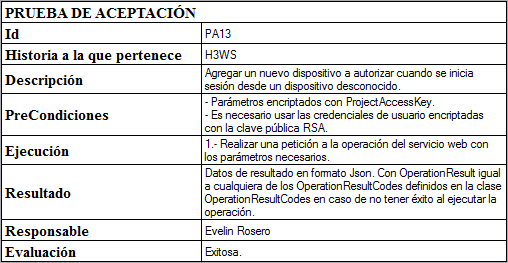 PRUEBA DE ACEPTACIÓN
Id PA13
Historia a la que pertenece H3WS
Descripción Agregar un nuevo dispositivo a autorizar cuando se inicia
sesión desde un dispositivo desconocido.
PreCondiciones - Parámetros encriptados con ProjectAccessKey.
- Es necesario usar las credenciales de usuario encriptadas
con la clave pública RSA.
Ejecución 1.- Realizar una petición a la operación del servicio web con
los parámetros necesarios.
Resultado Datos de resultado en formato Json. Con OperationResult igual
a cualquiera de los OperationResultCodes definidos en la clase
OperationResultCodes en caso de no tener éxito al ejecutar la
operación.
Responsable Evelin Rosero
Evaluación Exitosa.